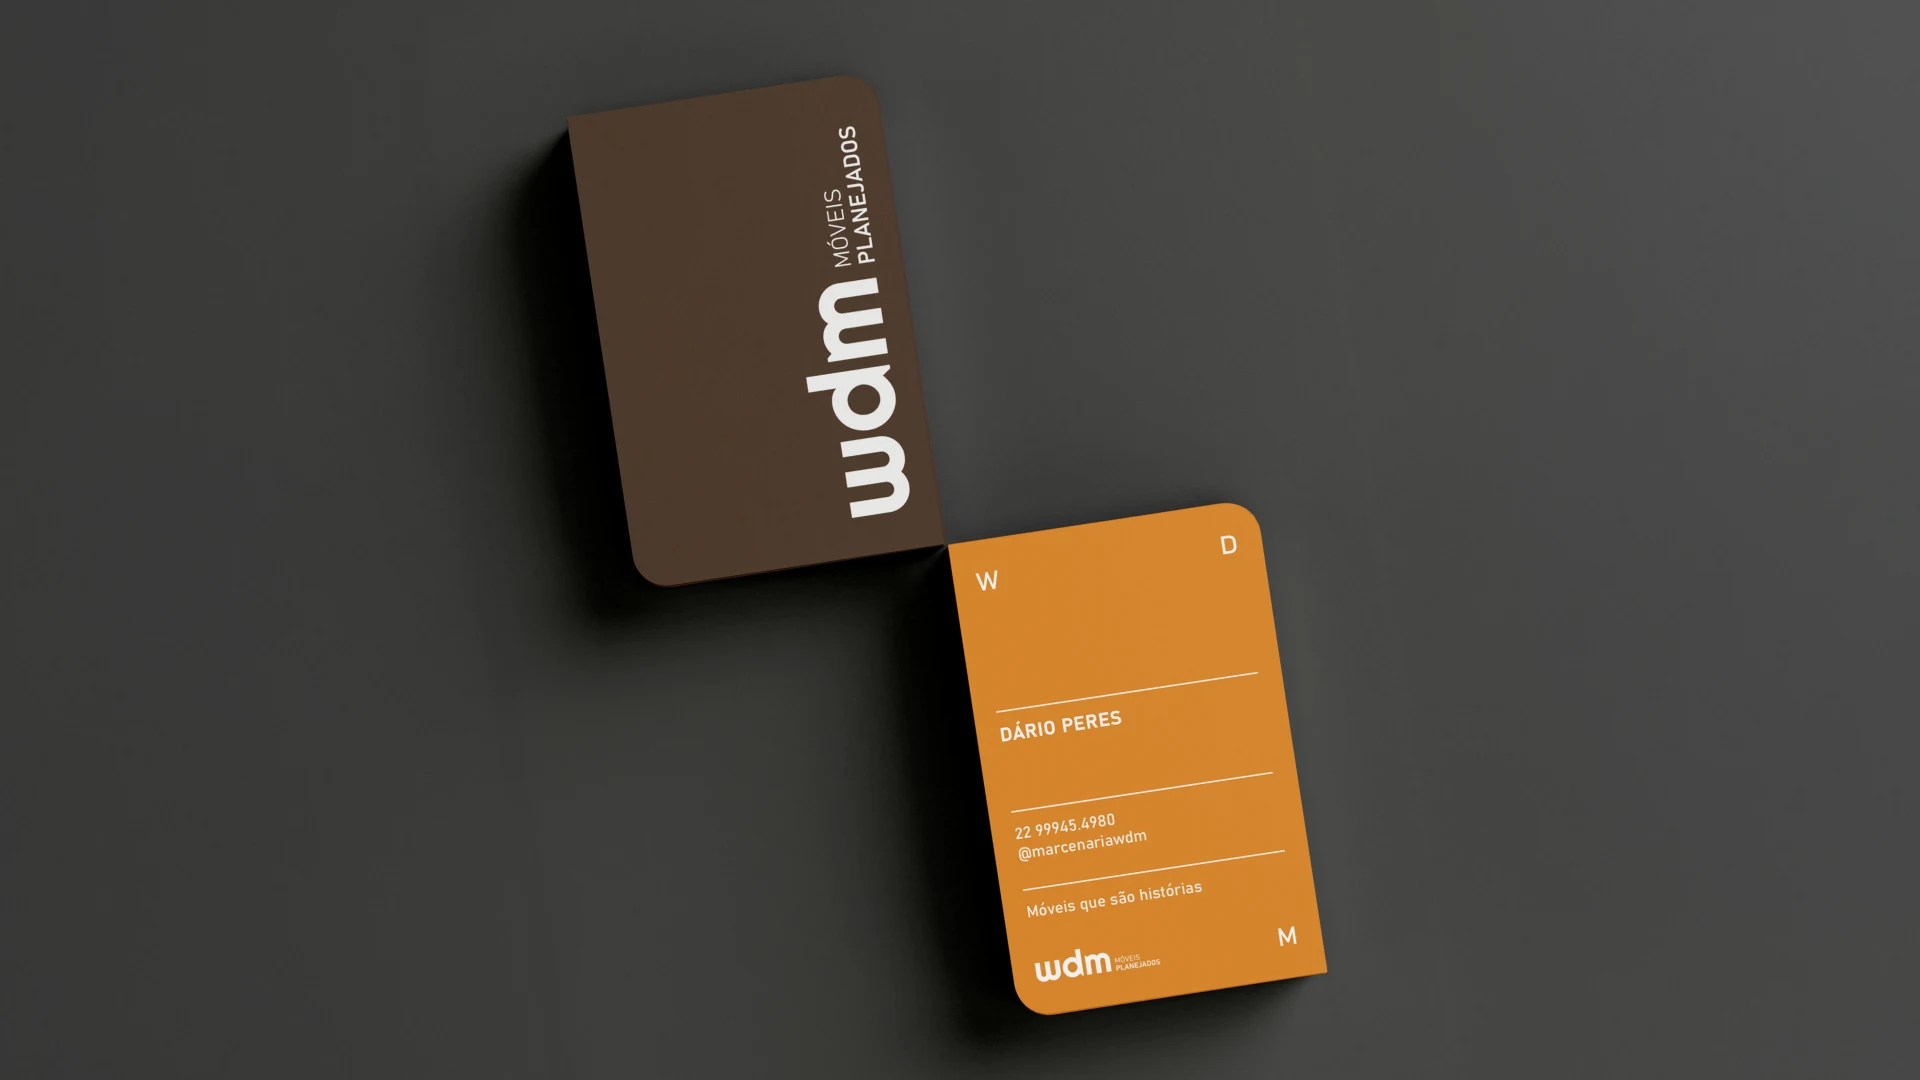 wdm
MÓVEIS
PLANEJADOS
W
D
DÁRIO PERES
22 99945.4980
@marcenariawdm
Móveis que são histórias
M
wdm
MÓVEIS
PLANEJADOS